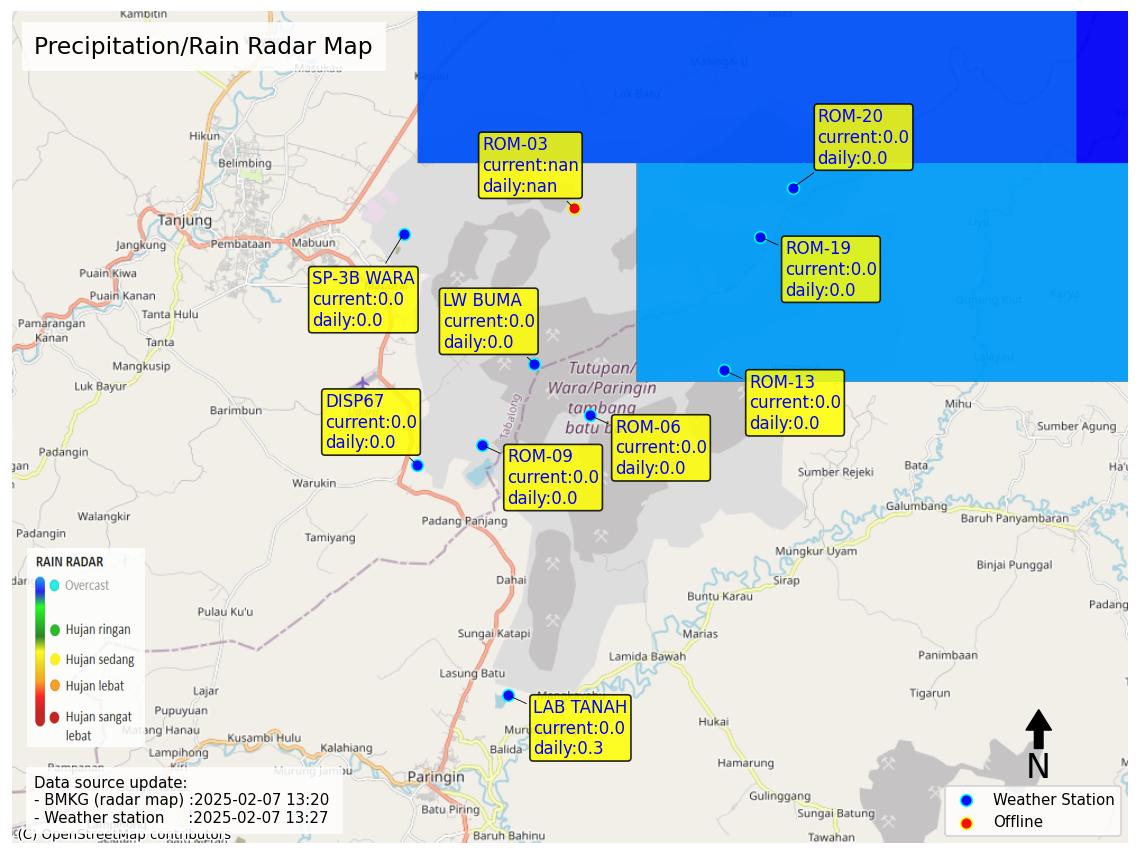 Kambitin
Precipitation/Rain Radar Map
Masukau
Kapuju
Makingakul
Luk Batu
Hikun
Belimbing
ROM-03
current:nan
daily:nan
ROM-20
current:0.0
daily:0.0
Tanjung
Jangkung
Pembataan
Mabuun
ROM-19
current:0.0
daily:0.0
Puain Kiwa
Puain Kanan
Tanta Hulu
SP-3B WARA
current:0.0
daily:0.0
LW BUMA
current:0.0
daily:0.0
Gunung Riut
Karya
Pamarangan
Kanan
Tanta
Mangkusip
Luk Bayur
Barimbun
DISP67
current:0.0
daily:0.0
Tabalong
Tutupan/
Wara/Paringin
tambang
batu b
ROM-13
current:0.0
daily:0.0
Mihu
Sumber Agung
ROM-06
current:0.0
daily:0.0
Padangin
Warukin
ROM-09
current:0.0
daily:0.0
Sumber Rejeki
Bata
Ha'u
Galumbang
Baruh Panyambaran
Walangkir
Padangin
Tamiyang
Padang Panjang
Mungkur Uyam
Binjai Punggal
Dahai
Sirap
Buntu Karau
Padang
RAIN RADAR
Overcast
Hujan ringan
Hujan sedang
Hujan lebat
Hujan sangat
lebat
Pulau Ku'u
Sungai Katapi
Marias
Lamida Bawah
Panimbaan
Lasung Batu
Tigarun
Lajar
Pupuyuan
Matang Hanau
LAB TANAH
current:0.0
daily:0.3
Hukai
Lampihong
Kusambi Hulu
Kalahiang
Balida
Hamarung
N
Murung Jambu
Paringin
Gulinggang
Data source update:
- BMKG (radar map) :2025-02-07 13:20
- Weather station :2025-02-07 13:27
(C) OpenStreetMap contributors
Batu Piring
Baruh Bahinu
Sungai Batung
Tawahan
Weather Station
Offline